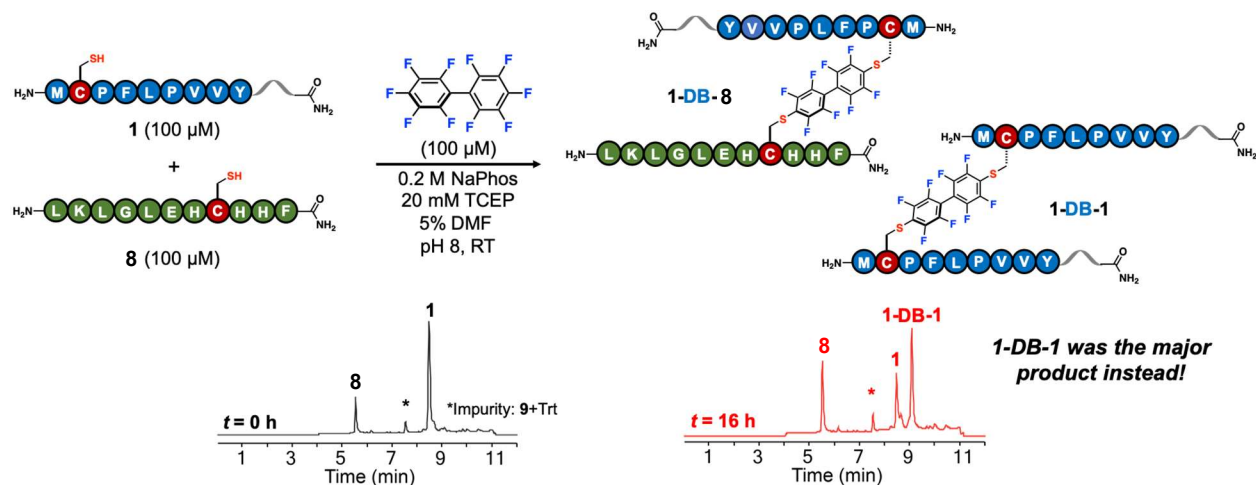 SH
H₂N M C P F L P V V Y O NH₂
1 (100 μM)
+
SH
H₂N L K L G L E H C H H F O NH₂
8 (100 μM)
F F F F F F F F F F
(100 μM)
0.2 M NaPhos
20 mM TCEP
5% DMF
pH 8, RT
O H₂N Y V V P L F P C M NH₂
S
F F F F F F F F
1-DB-8
S
H₂N L K L G L E H C H H F O NH₂
H₂N M C P F L P V V Y O NH₂
S
F F F F F F F F
1-DB-1
S
H₂N M C P F L P V V Y O NH₂
1
8
*
*Impurity: 9+Trt
t = 0 h
1 3 5 7 9 11
Time (min)
1-DB-1
8
1
*
t = 16 h
1 3 5 7 9 11
Time (min)
1-DB-1 was the major
product instead!